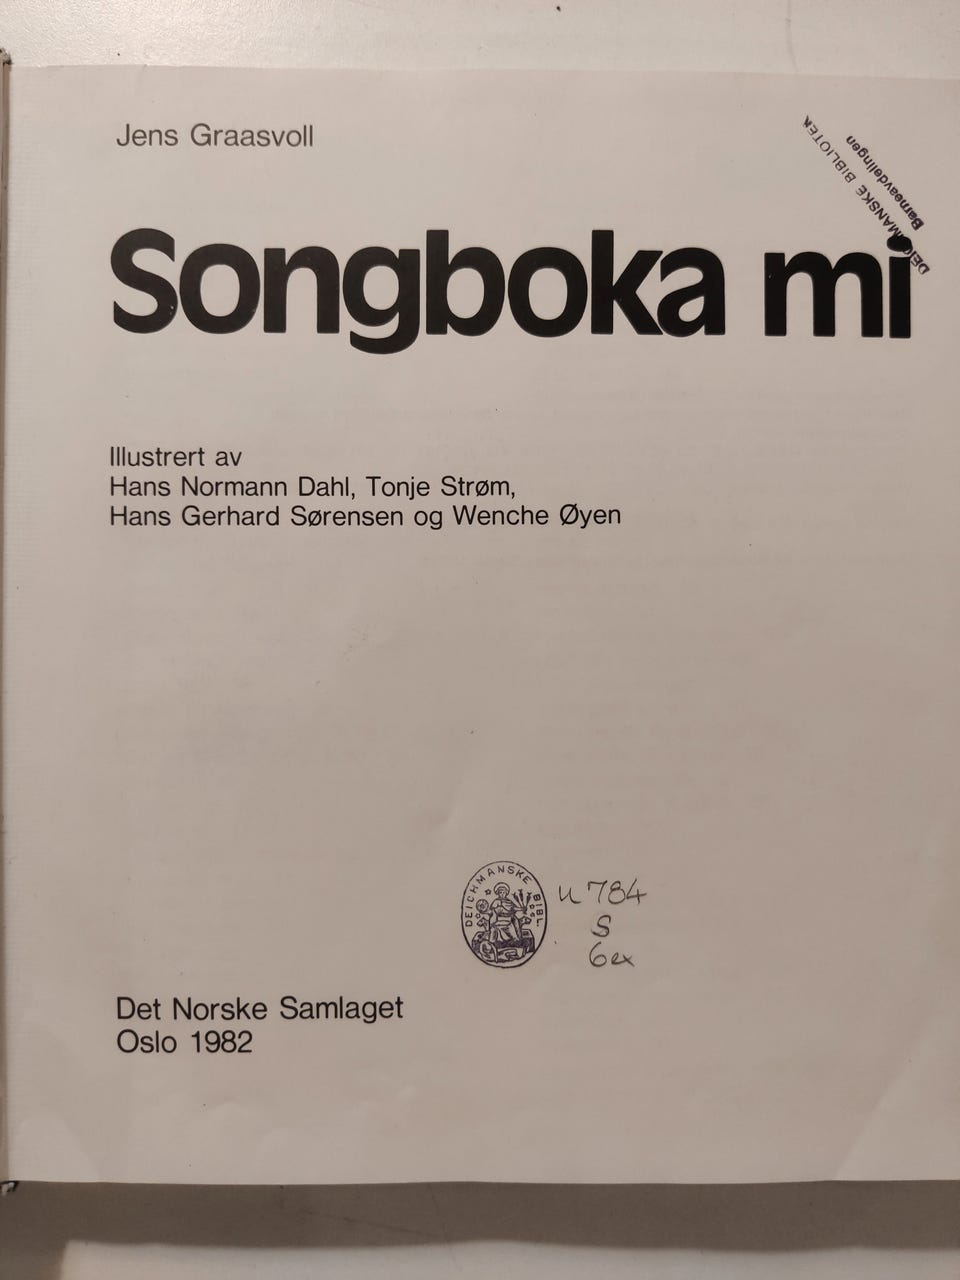 Jens Graasvoll
DEICHMANSKE BIBLIOTEK
Barneavdelingen
Songboka mi
Illustrert av
Hans Normann Dahl, Tonje Strøm,
Hans Gerhard Sørensen og Wenche Øyen
DEICHMANSKE BIBL.
u 784
S
6ex
Det Norske Samlaget
Oslo 1982